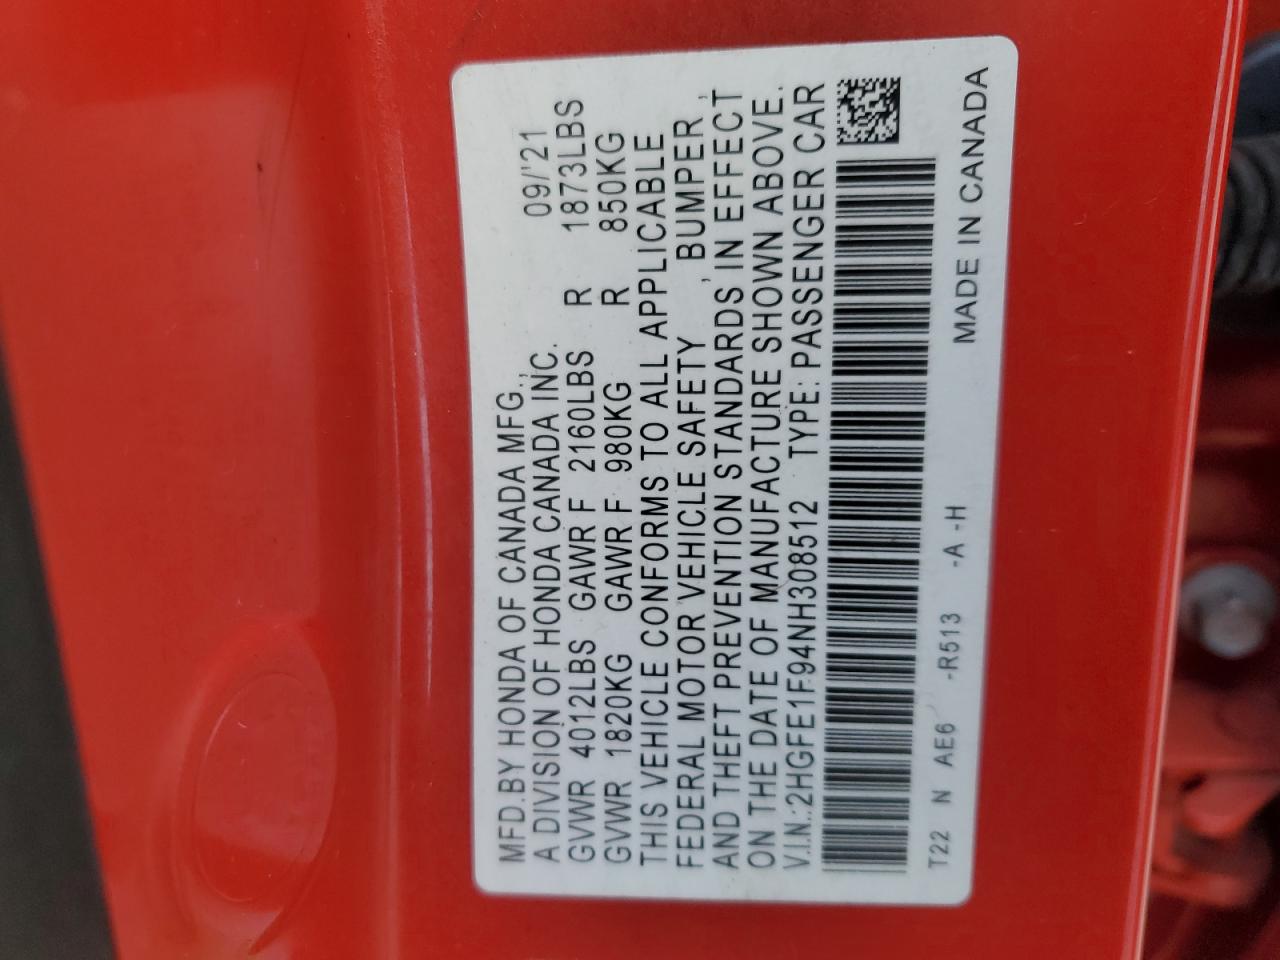 MFD.BY HONDA OF CANADA MFG.,
A DIVISION OF HONDA CANADA INC. 09/'21
GVWR 4012LBS GAWR F 2160LBS R 1873LBS
GVWR 1820KG GAWR F 980KG R 850KG
THIS VEHICLE CONFORMS TO ALL APPLICABLE
FEDERAL MOTOR VEHICLE SAFETY , BUMPER ,
AND THEFT PREVENTION STANDARDS IN EFFECT
ON THE DATE OF MANUFACTURE SHOWN ABOVE.
V.I.N.:2HGFE1F94NH308512 TYPE: PASSENGER CAR
T22 N AE6 -R513 -A -H MADE IN CANADA